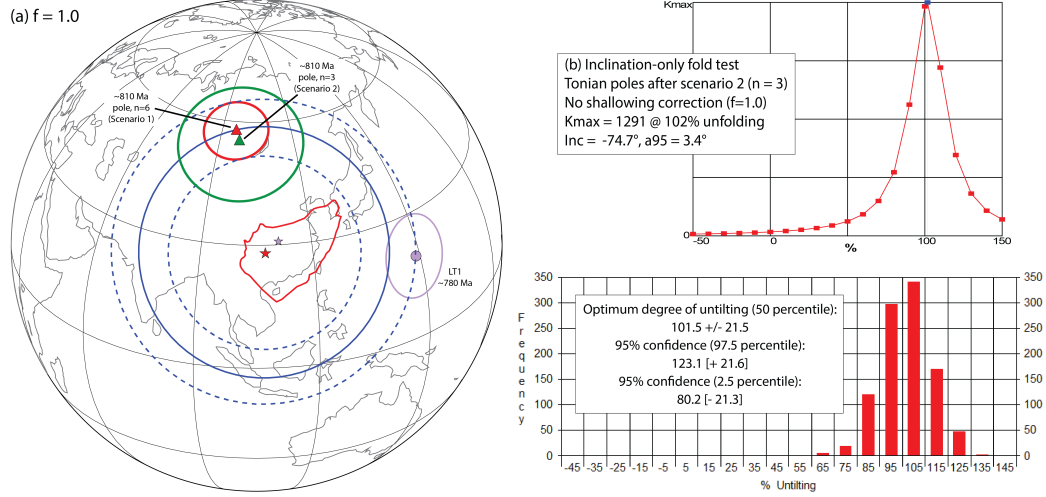 (a) f = 1.0
~810 Ma
pole, n=6
(Scenario 1)
~810 Ma
pole, n=3
(Scenario 2)
LT1
~780 Ma
Kmax
0
-50
0
50
100
150
%
(b) Inclination-only fold test
Tonian poles after scenario 2 (n = 3)
No shallowing correction (f=1.0)
Kmax = 1291 @ 102% unfolding
Inc = -74.7°, a95 = 3.4°
350
300
250
200
150
100
50
0
Frequency
Optimum degree of untilting (50 percentile):
101.5 +/- 21.5
95% confidence (97.5 percentile):
123.1 [+ 21.6]
95% confidence (2.5 percentile):
80.2 [- 21.3]
350
300
250
200
150
100
50
0
-45 -35 -25 -15 -5 5 15 25 35 45 55 65 75 85 95 105 115 125 135 145
% Untilting